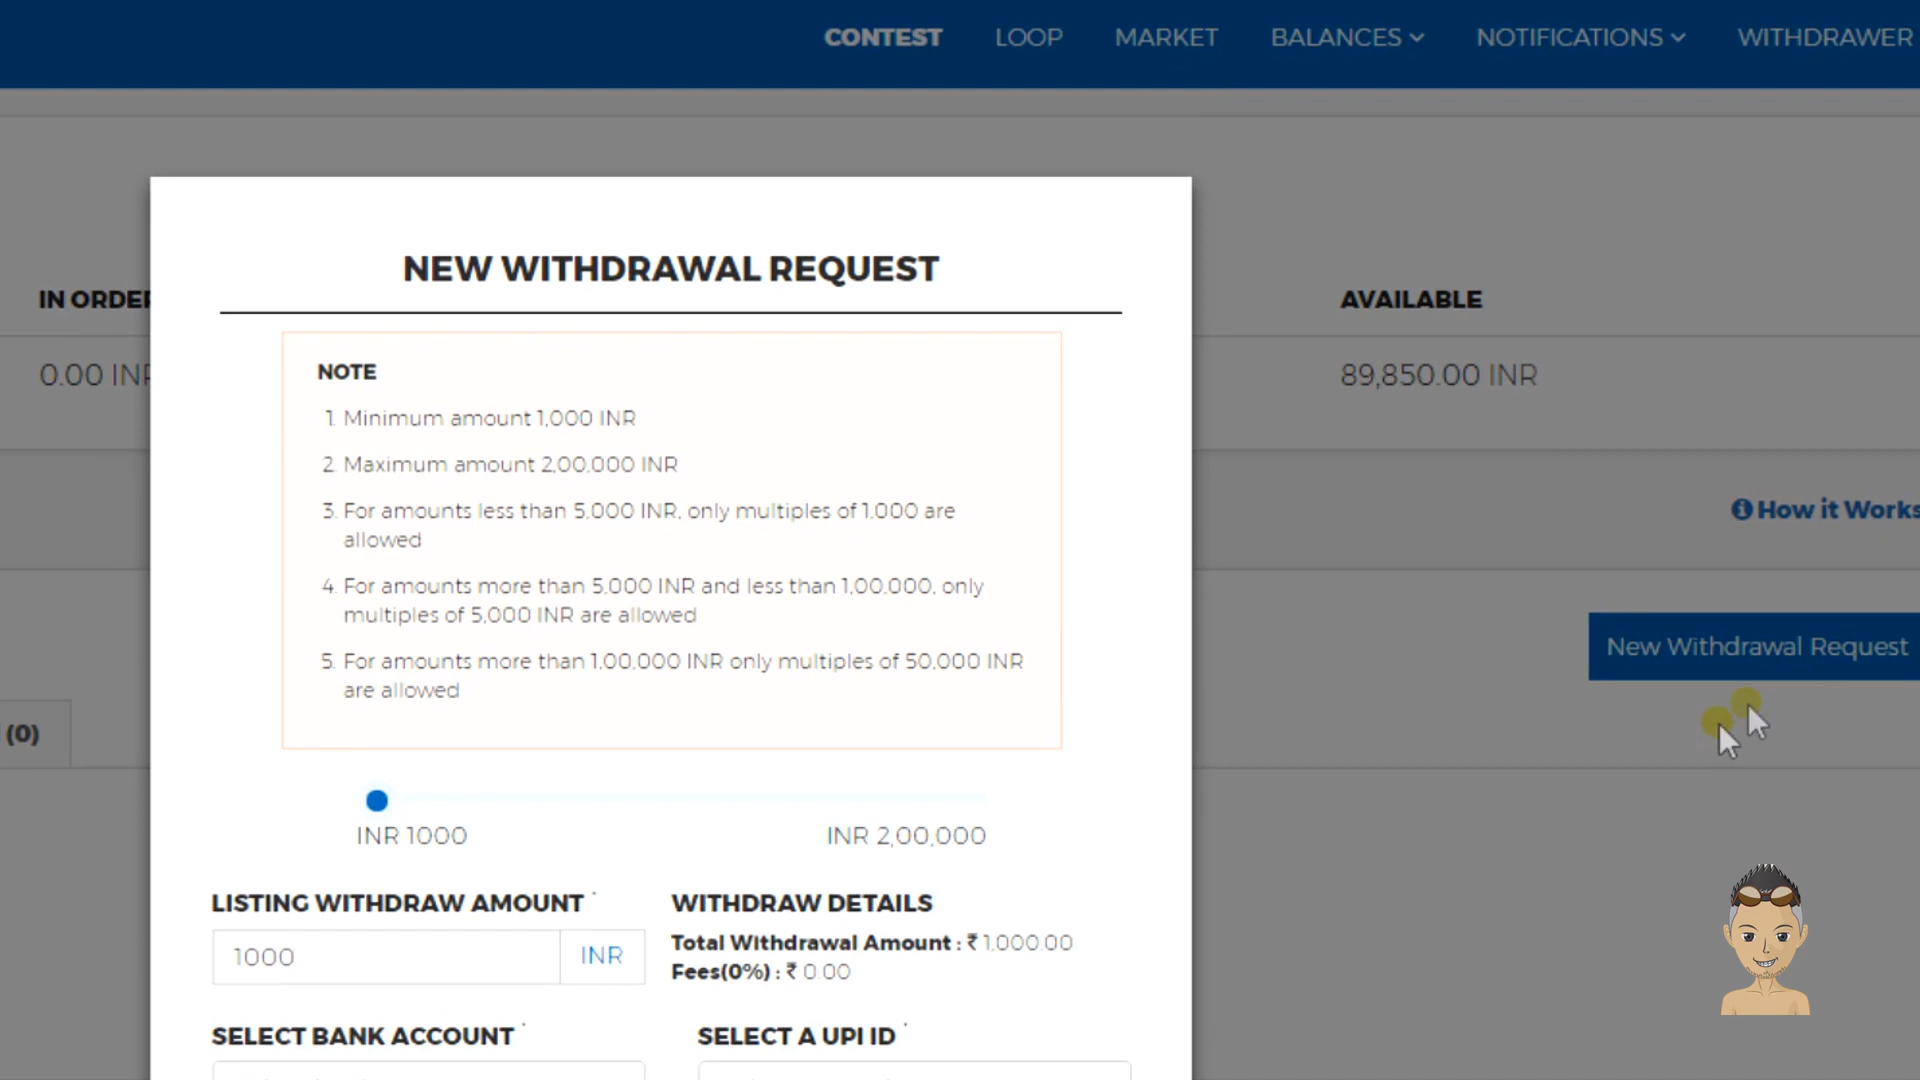 CONTEST LOOP MARKET BALANCES NOTIFICATIONS WITHDRAWER
NEW WITHDRAWAL REQUEST
IN ORDER
AVAILABLE
0.00 INR
89,850.00 INR
NOTE
1. Minimum amount 1,000 INR
2. Maximum amount 2,00,000 INR
3. For amounts less than 5,000 INR, only multiples of 1,000 are
allowed
4. For amounts more than 5,000 INR and less than 1,00,000, only
multiples of 5,000 INR are allowed
5. For amounts more than 1,00,000 INR only multiples of 50,000 INR
are allowed
How it Works
New Withdrawal Request
(0)
INR 1000
INR 2,00,000
LISTING WITHDRAW AMOUNT *
1000 INR
WITHDRAW DETAILS
Total Withdrawal Amount : ₹ 1,000.00
Fees(0%) : ₹ 0.00
SELECT BANK ACCOUNT *
SELECT A UPI ID *